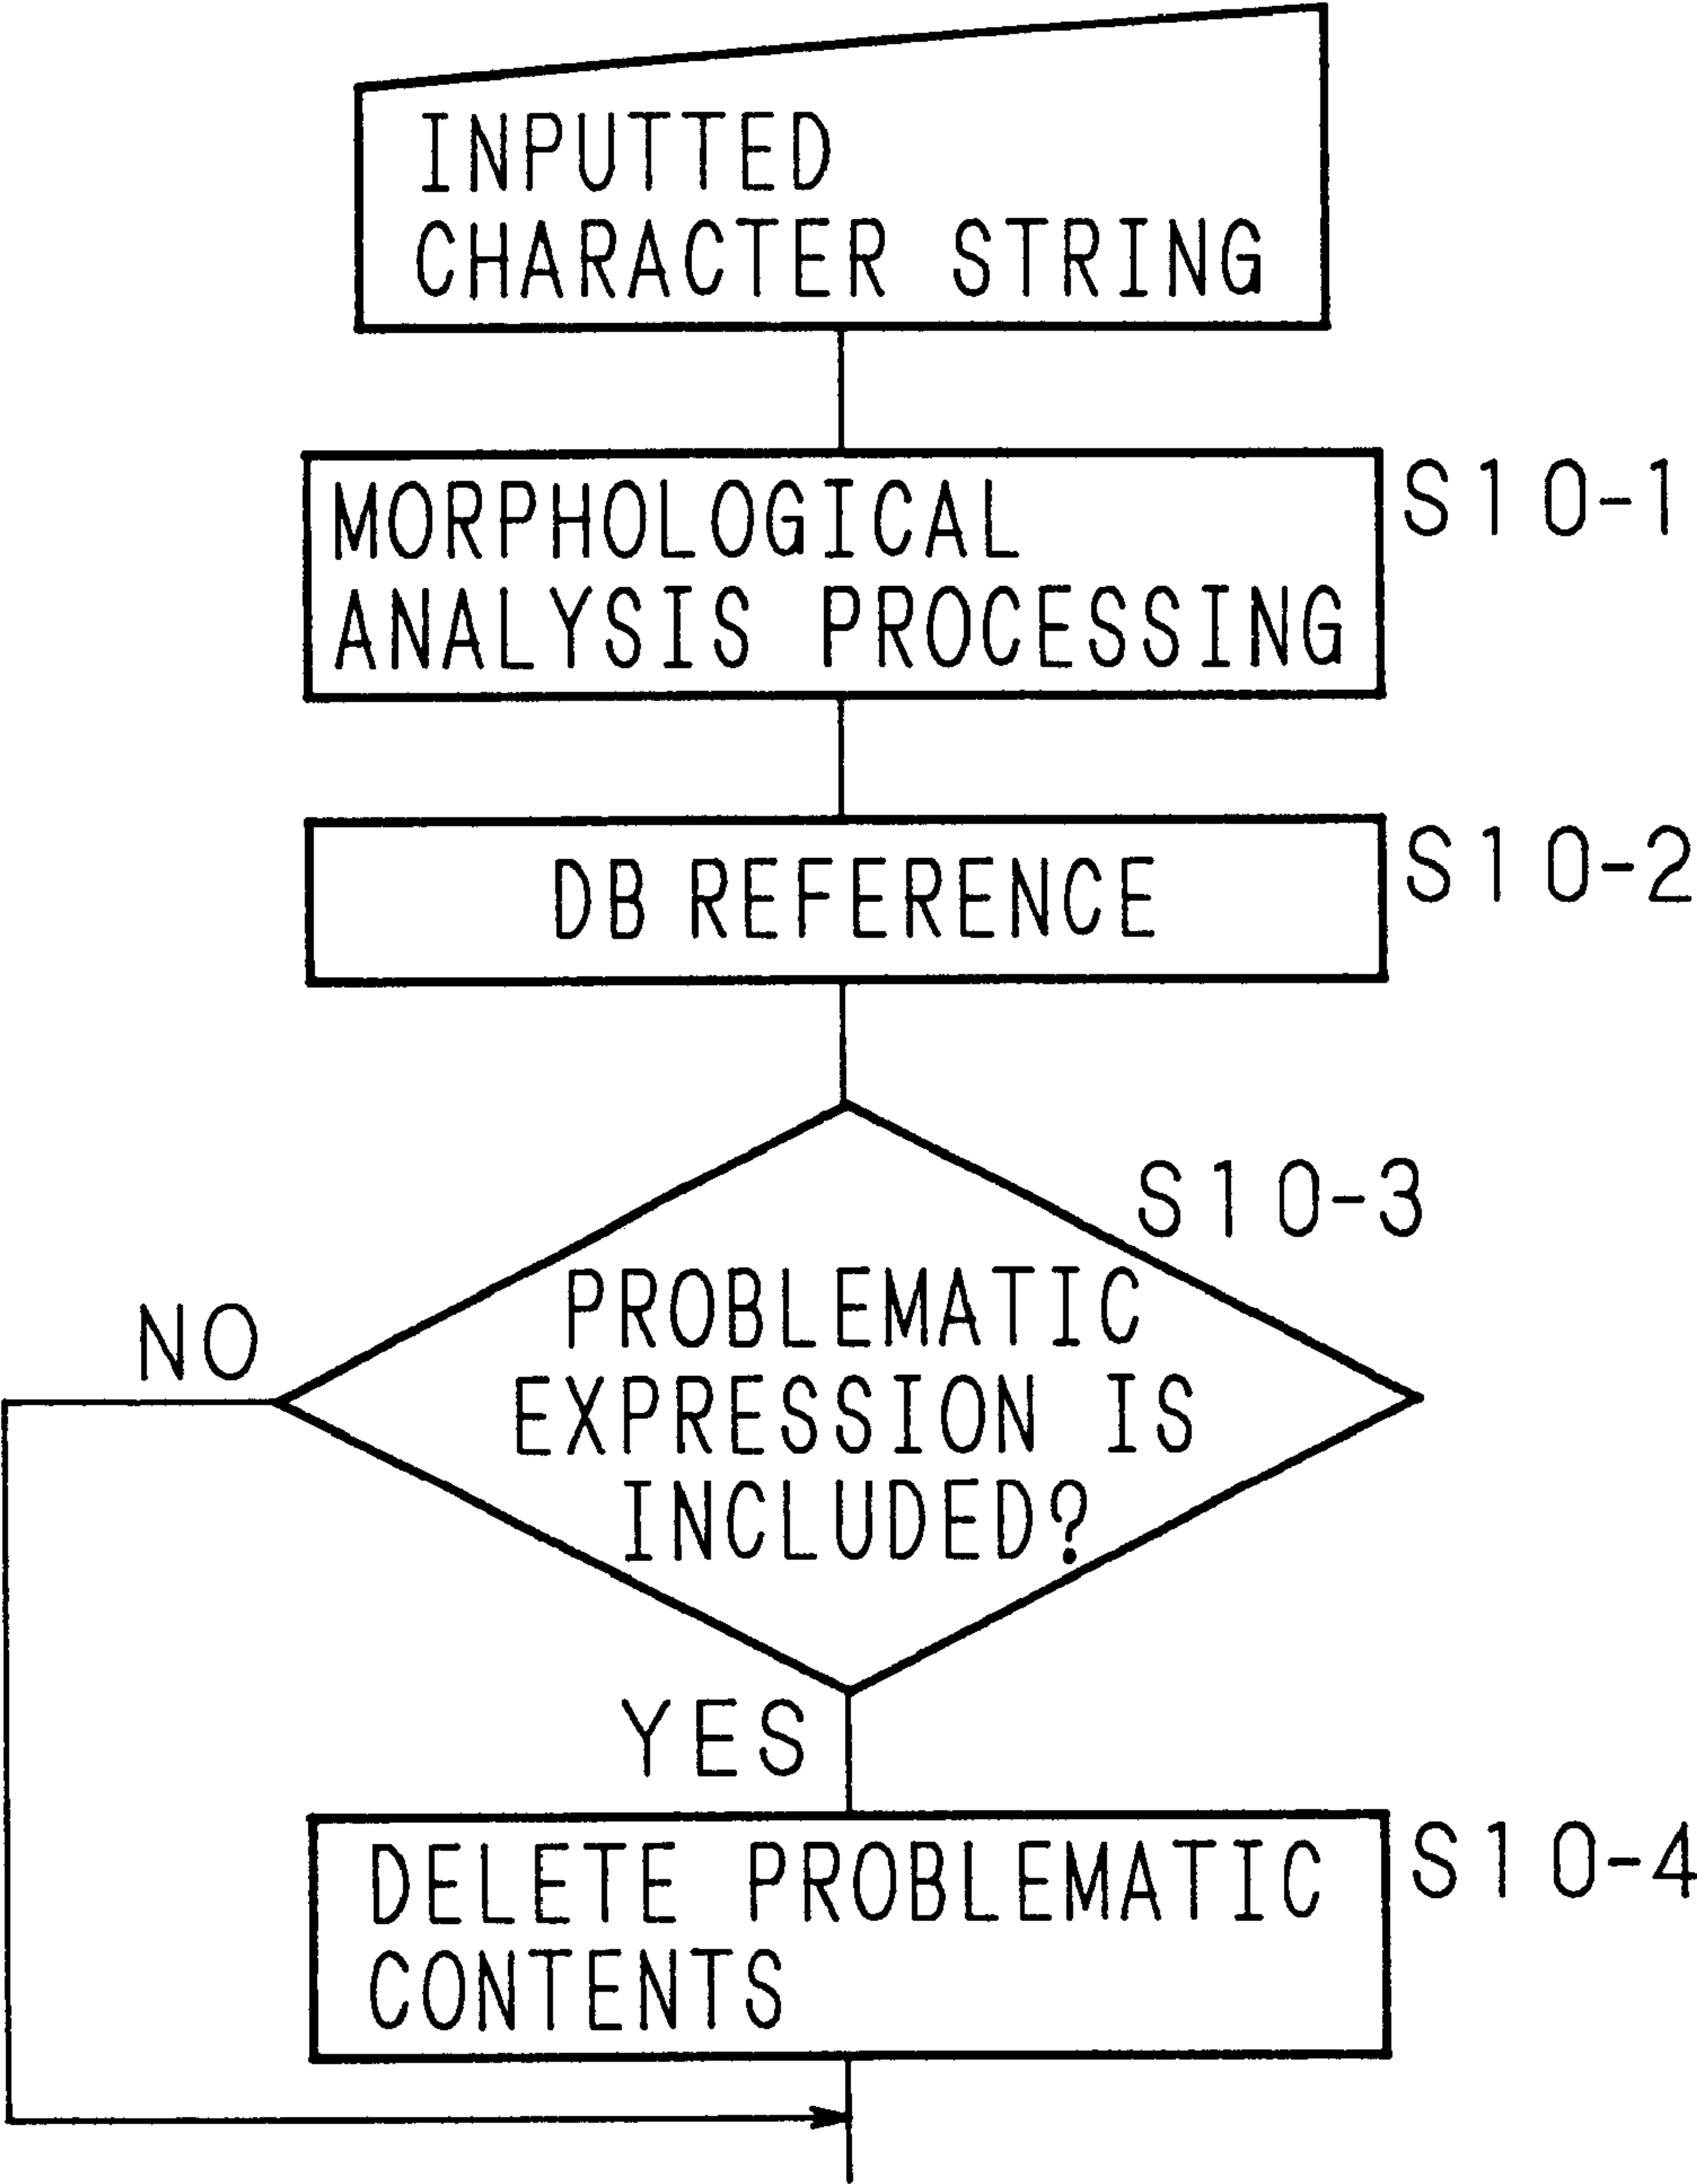 INPUTTED
CHARACTER STRING
MORPHOLOGICAL
ANALYSIS PROCESSING
S10-1
DB REFERENCE
S10-2
S10-3
PROBLEMATIC
EXPRESSION IS
INCLUDED?
NO
YES
DELETE PROBLEMATIC
CONTENTS
S10-4